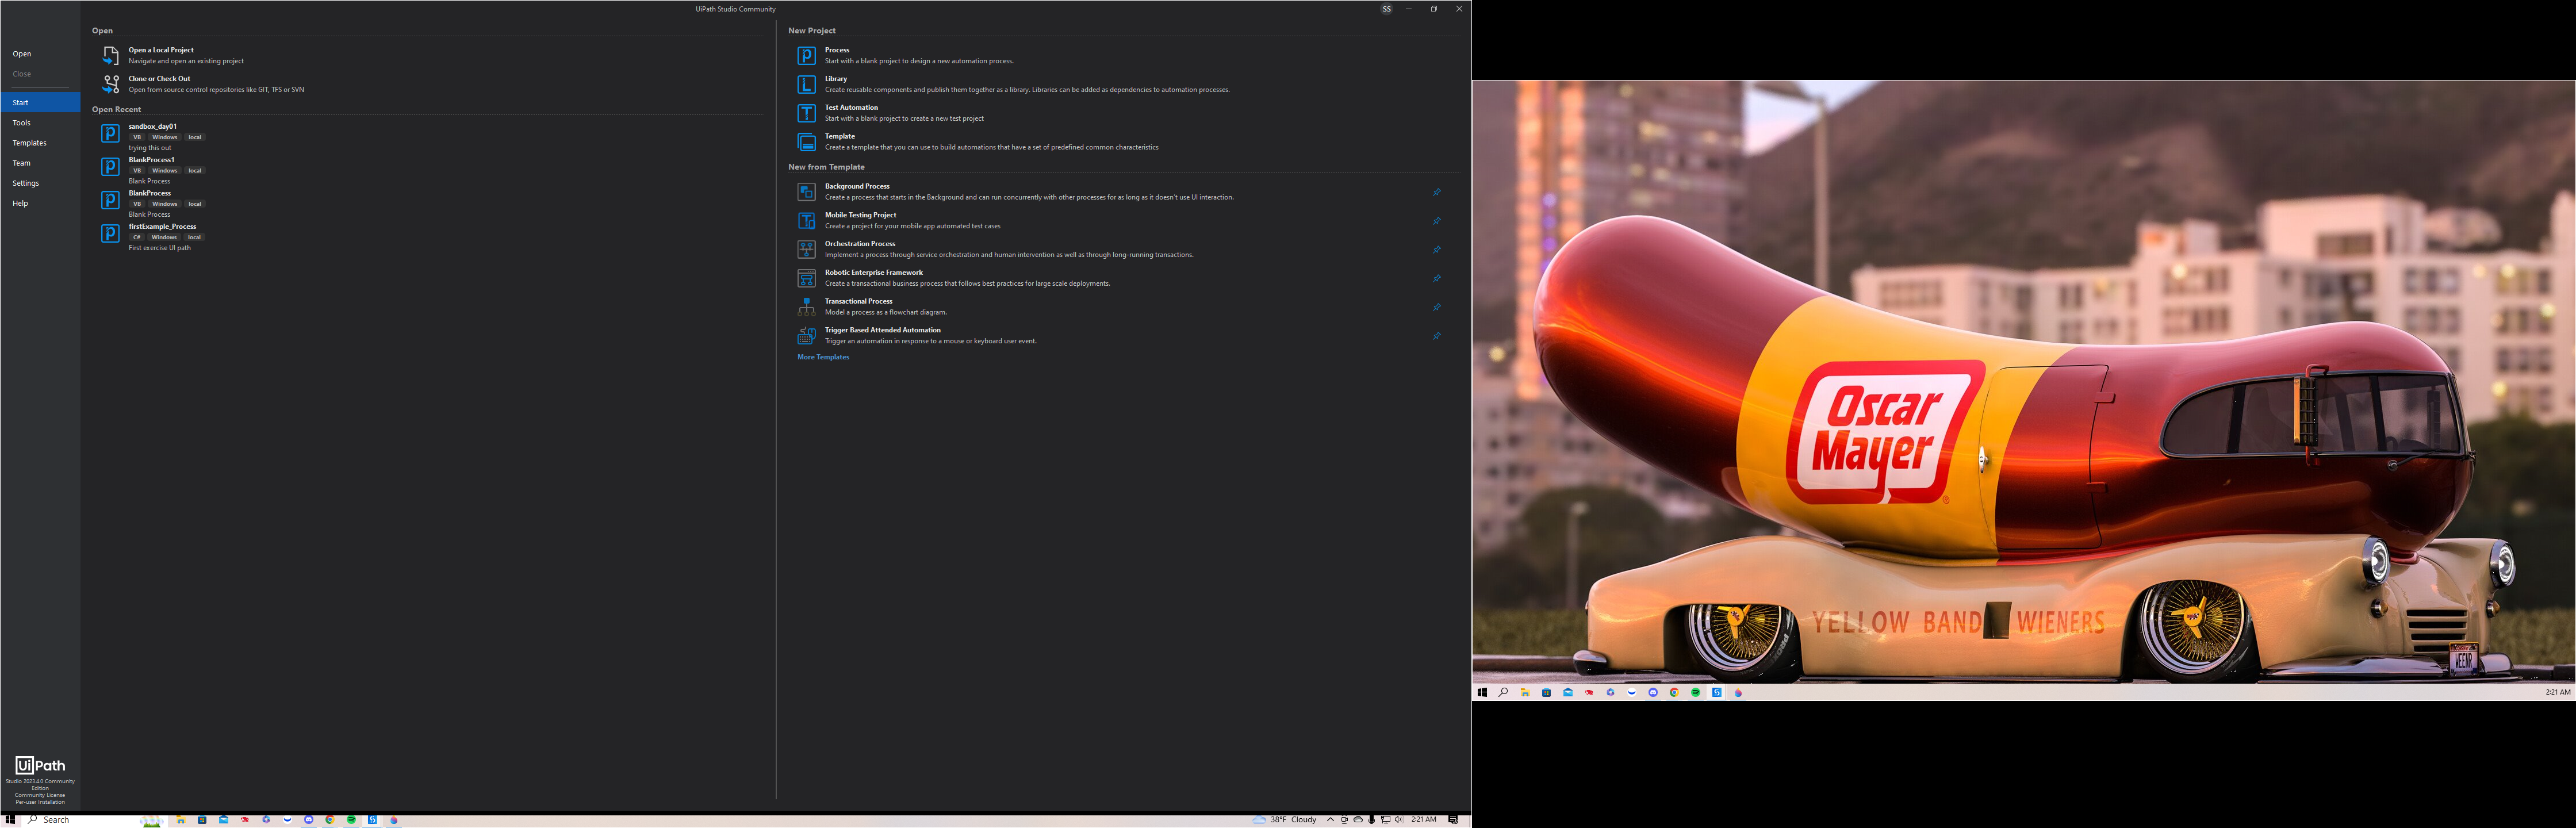 UiPath Studio Community
SS
Open
Close
Start
Tools
Templates
Team
Settings
Help
UiPath
Studio 2023.4.0 Community
Edition
Community License
Per-user Installation
Open
Open a Local Project
Navigate and open an existing project
Clone or Check Out
Open from source control repositories like GIT, TFS or SVN
Open Recent
sandbox_day01
VB Windows local
trying this out
BlankProcess1
VB Windows local
Blank Process
BlankProcess
VB Windows local
Blank Process
firstExample_Process
C# Windows local
First exercise UI path
New Project
Process
Start with a blank project to design a new automation process.
Library
Create reusable components and publish them together as a library. Libraries can be added as dependencies to automation processes.
Test Automation
Start with a blank project to create a new test project
Template
Create a template that you can use to build automations that have a set of predefined common characteristics
New from Template
Background Process
Create a process that starts in the Background and can run concurrently with other processes for as long as it doesn't use UI interaction.
Mobile Testing Project
Create a project for your mobile app automated test cases
Orchestration Process
Implement a process through service orchestration and human intervention as well as through long-running transactions.
Robotic Enterprise Framework
Create a transactional business process that follows best practices for large scale deployments.
Transactional Process
Model a process as a flowchart diagram.
Trigger Based Attended Automation
Trigger an automation in response to a mouse or keyboard user event.
More Templates
Search
38°F Cloudy
2:21 AM
Oscar
Mayer
®
YELLOW BAND WIENERS
WEENR
2:21 AM